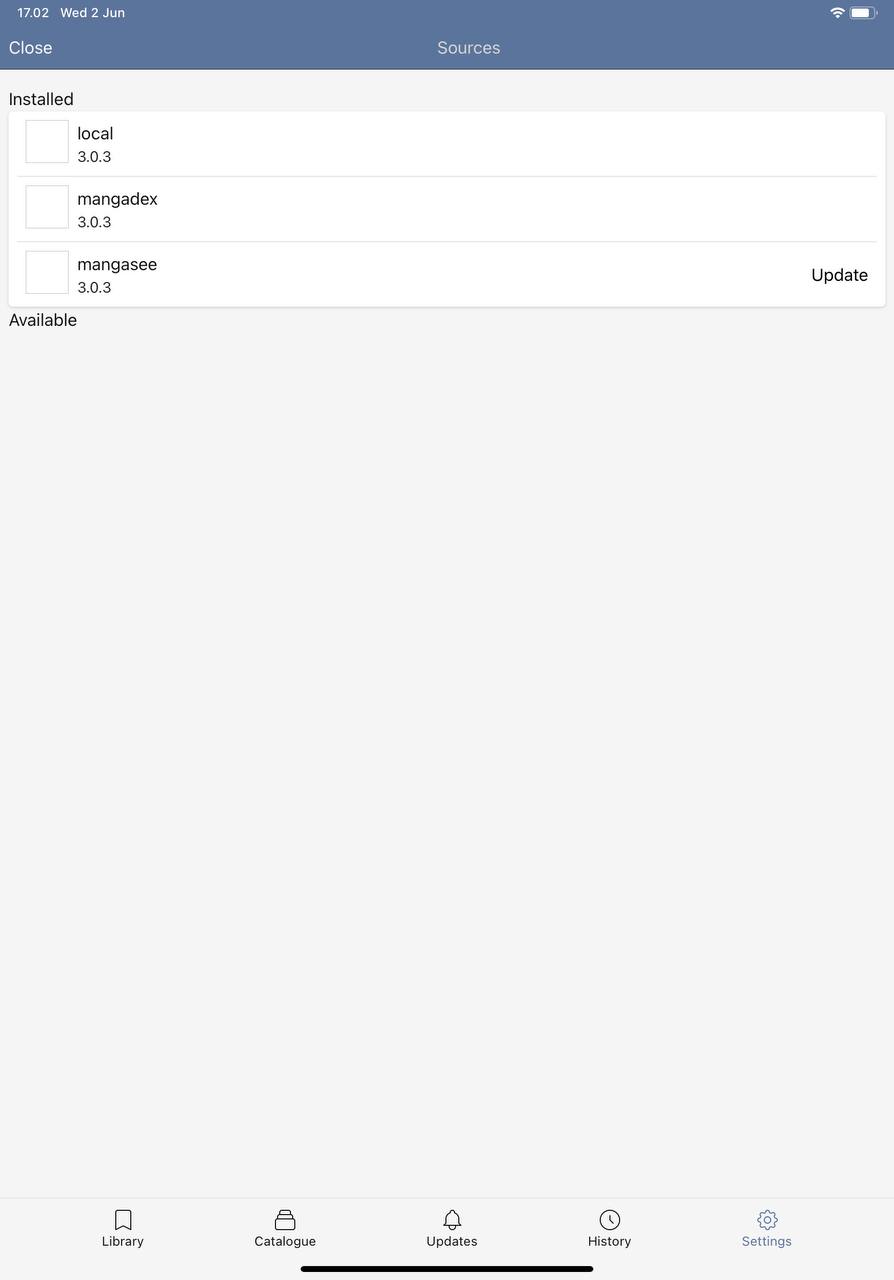 17.02 Wed 2 Jun
Close Sources
Installed
local
3.0.3
mangadex
3.0.3
mangasee
3.0.3
Update
Available
Library Catalogue Updates History Settings